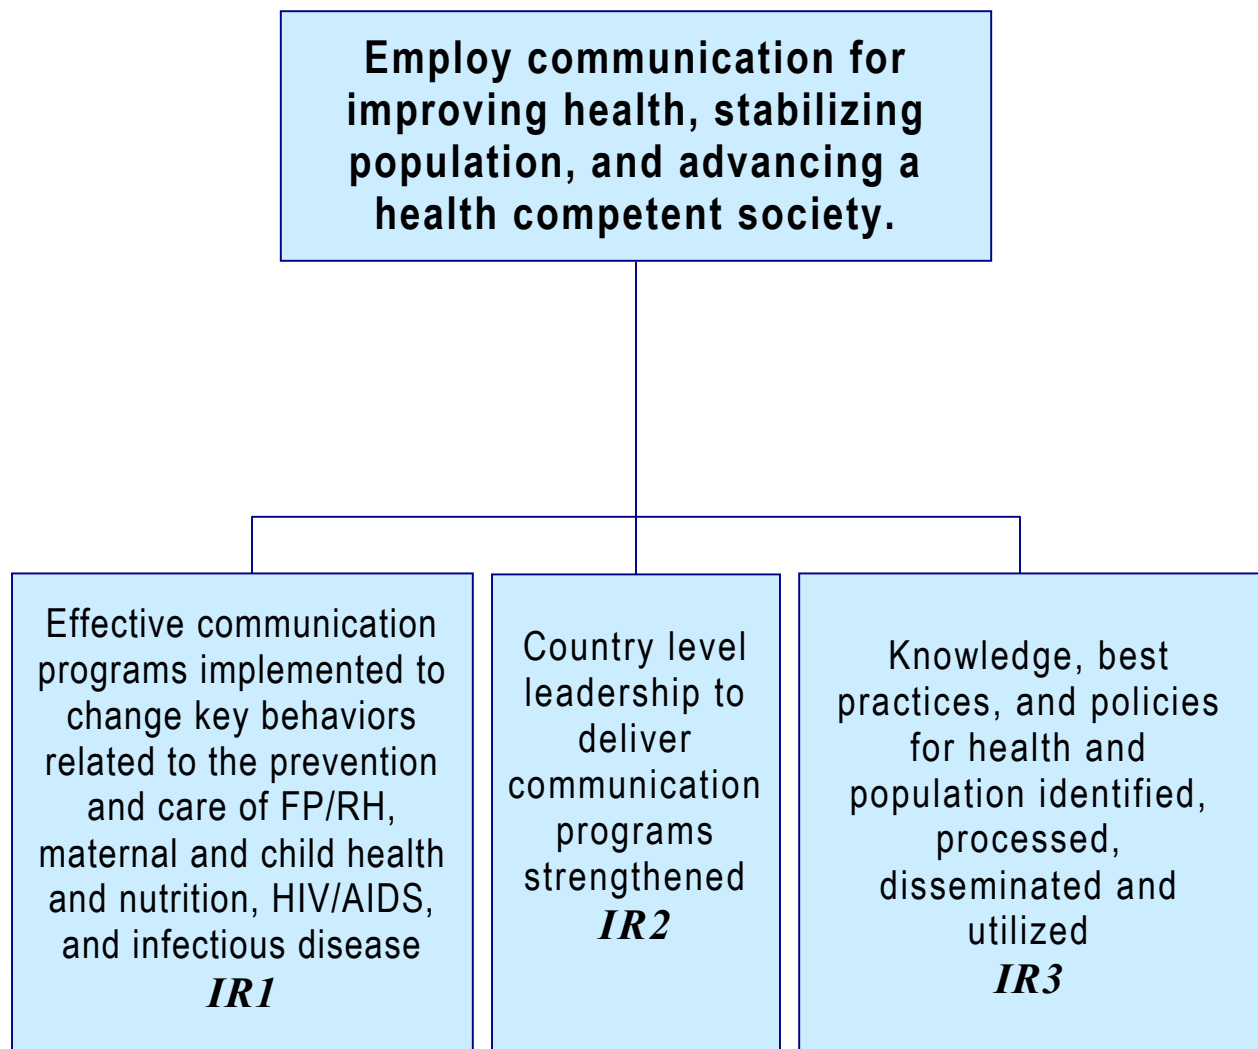 Employ communication for
improving health, stabilizing
population, and advancing a
health competent society.
Effective communication
programs implemented to
change key behaviors
related to the prevention
and care of FP/RH,
maternal and child health
and nutrition, HIV/AIDS,
and infectious disease
IR1
Country level
leadership to
deliver
communication
programs
strengthened
IR2
Knowledge, best
practices, and policies
for health and
population identified,
processed,
disseminated and
utilized
IR3